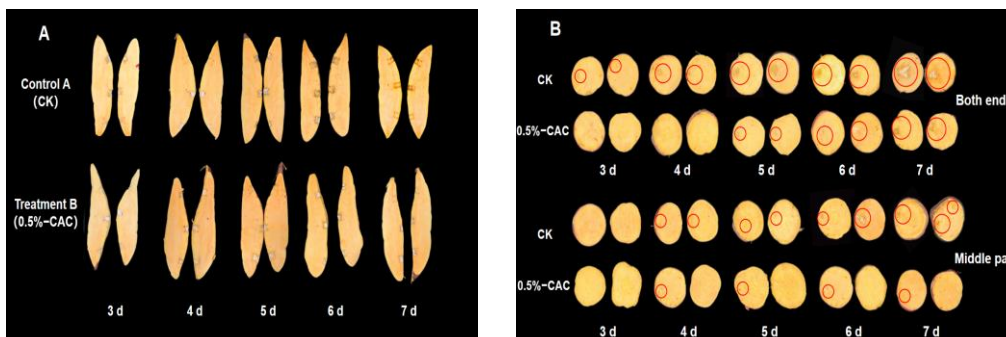 A
Control A
(CK)
Treatment B
(0.5%-CAC)
3 d 4 d 5 d 6 d 7 d
B
CK
Both end
0.5%-CAC
3 d 4 d 5 d 6 d 7 d
CK
Middle pa
0.5%-CAC
3 d 4 d 5 d 6 d 7 d